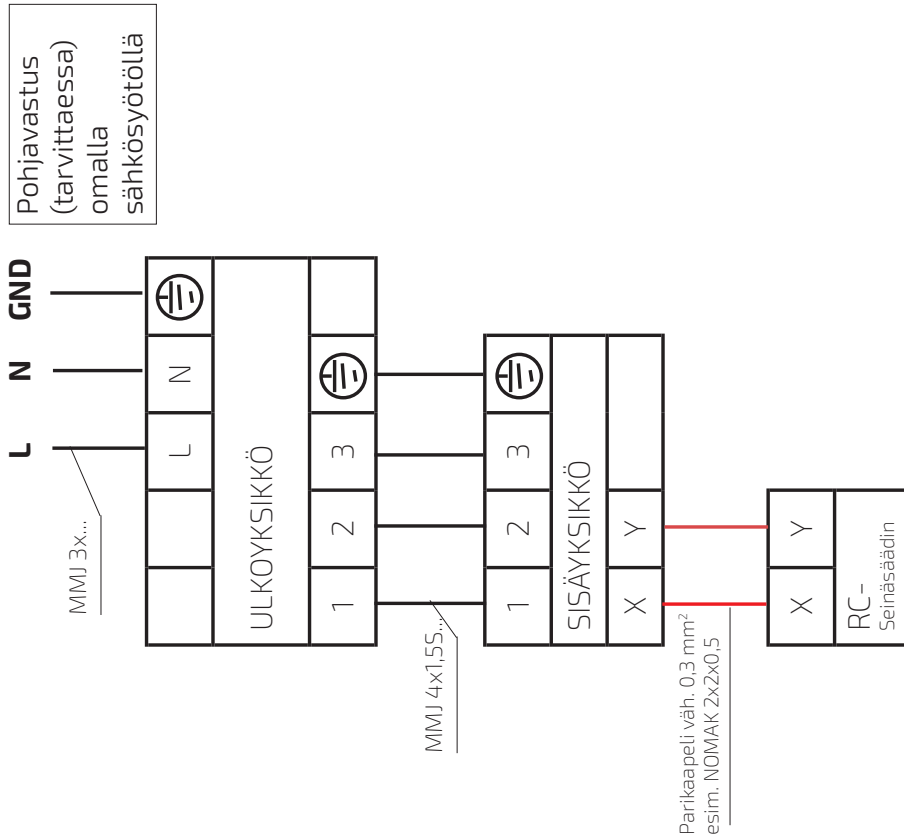 Pohjavastus
(tarvittaessa)
omalla
sähkösyötöllä
L N GND
MMJ 3x...
L N
ULKOYKSIKKÖ
1 2 3
MMJ 4x1,5S...
1 2 3
SISÄYKSIKKÖ
X Y
Parikaapeli väh. 0,3 mm²
esim. NOMAK 2x2x0,5
X Y
RC-
Seinäsäädin